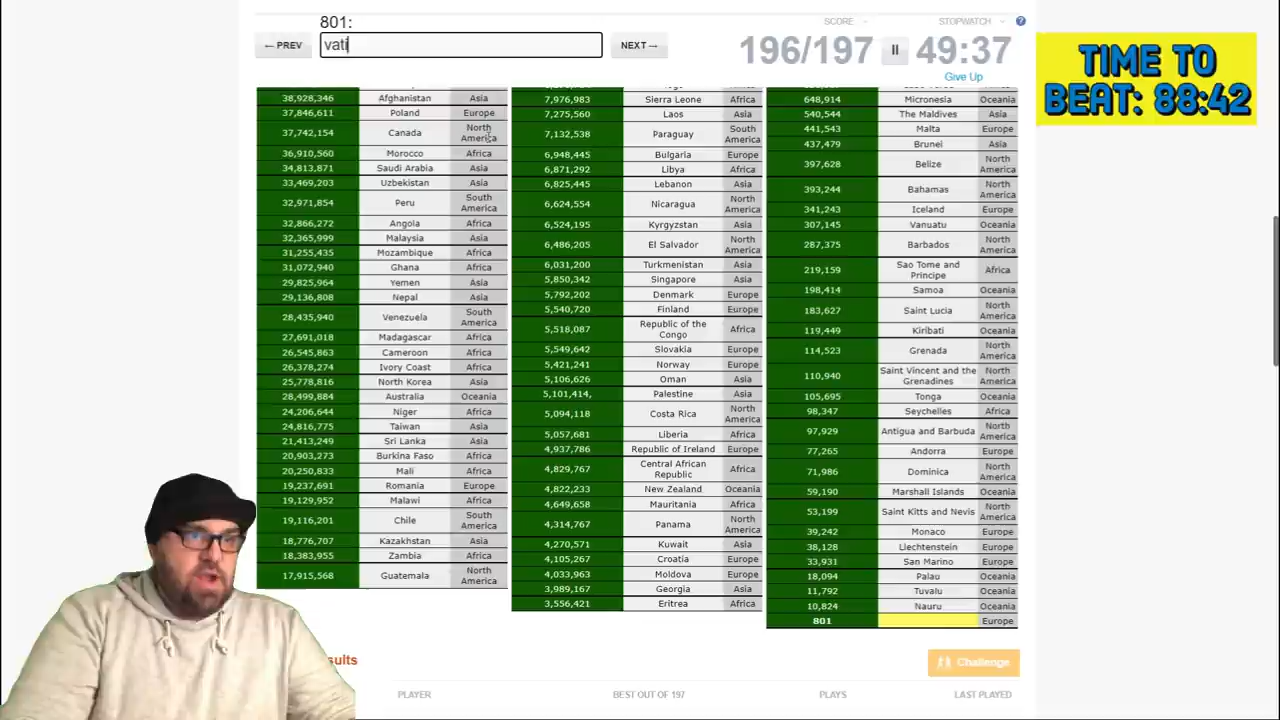 801:
vati
← PREV
NEXT →
SCORE
196/197
STOPWATCH
49:37
Give Up
TIME TO
BEAT: 88:42
38,928,346 Afghanistan Asia
37,846,611 Poland Europe
37,742,154 Canada North America
36,910,560 Morocco Africa
34,813,871 Saudi Arabia Asia
33,469,203 Uzbekistan Asia
32,971,854 Peru South America
32,866,272 Angola Africa
32,365,999 Malaysia Asia
31,255,435 Mozambique Africa
31,072,940 Ghana Africa
29,825,964 Yemen Asia
29,136,808 Nepal Asia
28,435,940 Venezuela South America
27,691,018 Madagascar Africa
26,545,863 Cameroon Africa
26,378,274 Ivory Coast Africa
25,778,816 North Korea Asia
28,499,884 Australia Oceania
24,206,644 Niger Africa
24,816,775 Taiwan Asia
21,413,249 Sri Lanka Asia
20,903,273 Burkina Faso Africa
20,250,833 Mali Africa
19,237,691 Romania Europe
19,129,952 Malawi Africa
19,116,201 Chile South America
18,776,707 Kazakhstan Asia
18,383,955 Zambia Africa
17,915,568 Guatemala North America
7,976,983 Sierra Leone Africa
7,275,560 Laos Asia
7,132,538 Paraguay South America
6,948,445 Bulgaria Europe
6,871,292 Libya Africa
6,825,445 Lebanon Asia
6,624,554 Nicaragua North America
6,524,195 Kyrgyzstan Asia
6,486,205 El Salvador North America
6,031,200 Turkmenistan Asia
5,850,342 Singapore Asia
5,792,202 Denmark Europe
5,540,720 Finland Europe
5,518,087 Republic of the Congo Africa
5,549,642 Slovakia Europe
5,421,241 Norway Europe
5,106,626 Oman Asia
5,101,414, Palestine Asia
5,094,118 Costa Rica North America
5,057,681 Liberia Africa
4,937,786 Republic of Ireland Europe
4,829,767 Central African Republic Africa
4,822,233 New Zealand Oceania
4,649,658 Mauritania Africa
4,314,767 Panama North America
4,270,571 Kuwait Asia
4,105,267 Croatia Europe
4,033,963 Moldova Europe
3,989,167 Georgia Asia
3,556,421 Eritrea Africa
648,914 Micronesia Oceania
540,544 The Maldives Asia
441,543 Malta Europe
437,479 Brunei Asia
397,628 Belize North America
393,244 Bahamas North America
341,243 Iceland Europe
307,145 Vanuatu Oceania
287,375 Barbados North America
219,159 Sao Tome and Principe Africa
198,414 Samoa Oceania
183,627 Saint Lucia North America
119,449 Kiribati Oceania
114,523 Grenada North America
110,940 Saint Vincent and the Grenadines North America
105,695 Tonga Oceania
98,347 Seychelles Africa
97,929 Antigua and Barbuda North America
77,265 Andorra Europe
71,986 Dominica North America
59,190 Marshall Islands Oceania
53,199 Saint Kitts and Nevis North America
39,242 Monaco Europe
38,128 Liechtenstein Europe
33,931 San Marino Europe
18,094 Palau Oceania
11,792 Tuvalu Oceania
10,824 Nauru Oceania
801 Europe
sults
Challenge
PLAYER BEST OUT OF 197 PLAYS LAST PLAYED